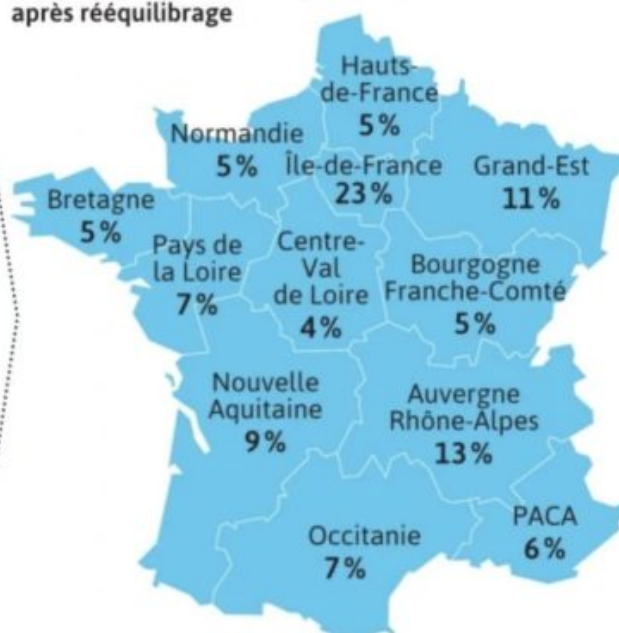 après rééquilibrage
Hauts-
de-France
5 %
Normandie
5 %
Île-de-France
23 %
Grand-Est
11 %
Bretagne
5 %
Pays de
la Loire
7 %
Centre-
Val
de Loire
4 %
Bourgogne
Franche-Comté
5 %
Nouvelle
Aquitaine
9 %
Auvergne
Rhône-Alpes
13 %
Occitanie
7 %
PACA
6 %